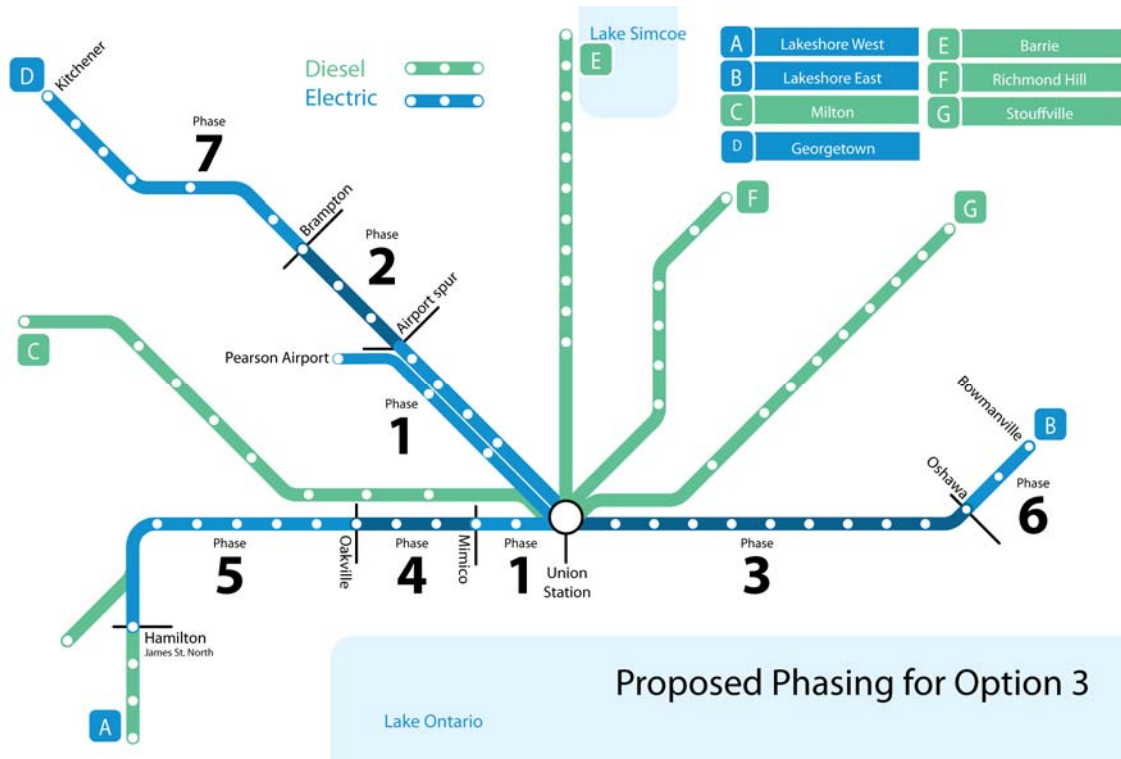 D
Kitchener
Diesel
Electric
Lake Simcoe
E
A Lakeshore West
B Lakeshore East
C Milton
D Georgetown
E Barrie
F Richmond Hill
G Stouffville
Phase
7
Brampton
Phase
2
Airport spur
F
G
C
Pearson Airport
Phase
1
Bowmanville
B
Oshawa
Phase
6
Phase
5
Oakville
Phase
4
Mimico
Phase
1
Union
Station
Phase
3
Hamilton
James St. North
A
Proposed Phasing for Option 3
Lake Ontario